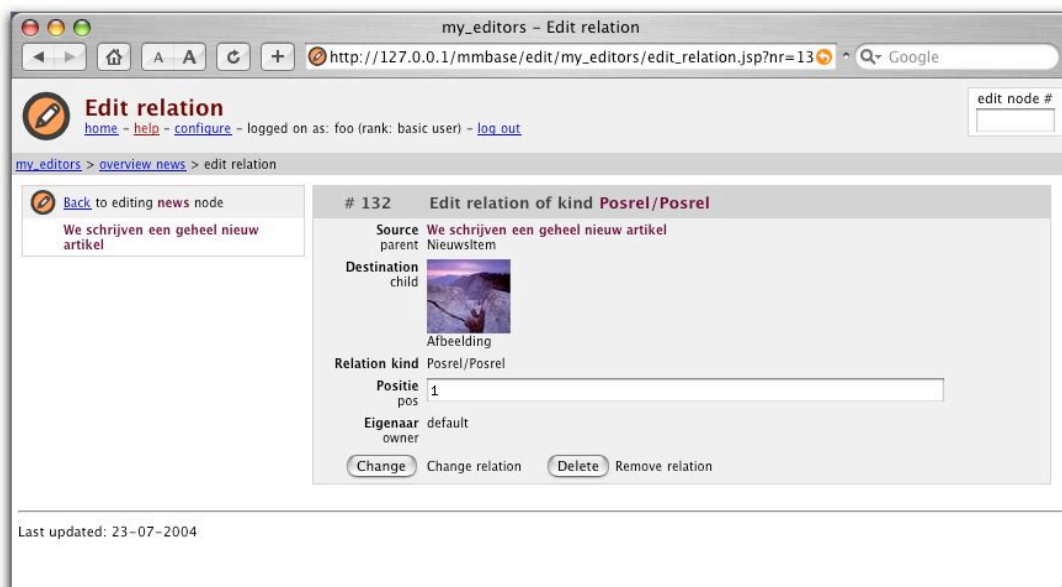 my_editors – Edit relation
A A + http://127.0.0.1/mmbase/edit/my_editors/edit_relation.jsp?nr=13 Google
Edit relation
edit node #
home – help – configure – logged on as: foo (rank: basic user) – log out
my_editors > overview news > edit relation
Back to editing news node
We schrijven een geheel nieuw
artikel
# 132 Edit relation of kind Posrel/Posrel
Source We schrijven een geheel nieuw artikel
parent NieuwsItem
Destination
child
Afbeelding
Relation kind Posrel/Posrel
Positie 1
pos
Eigenaar default
owner
Change Change relation Delete Remove relation
Last updated: 23-07-2004